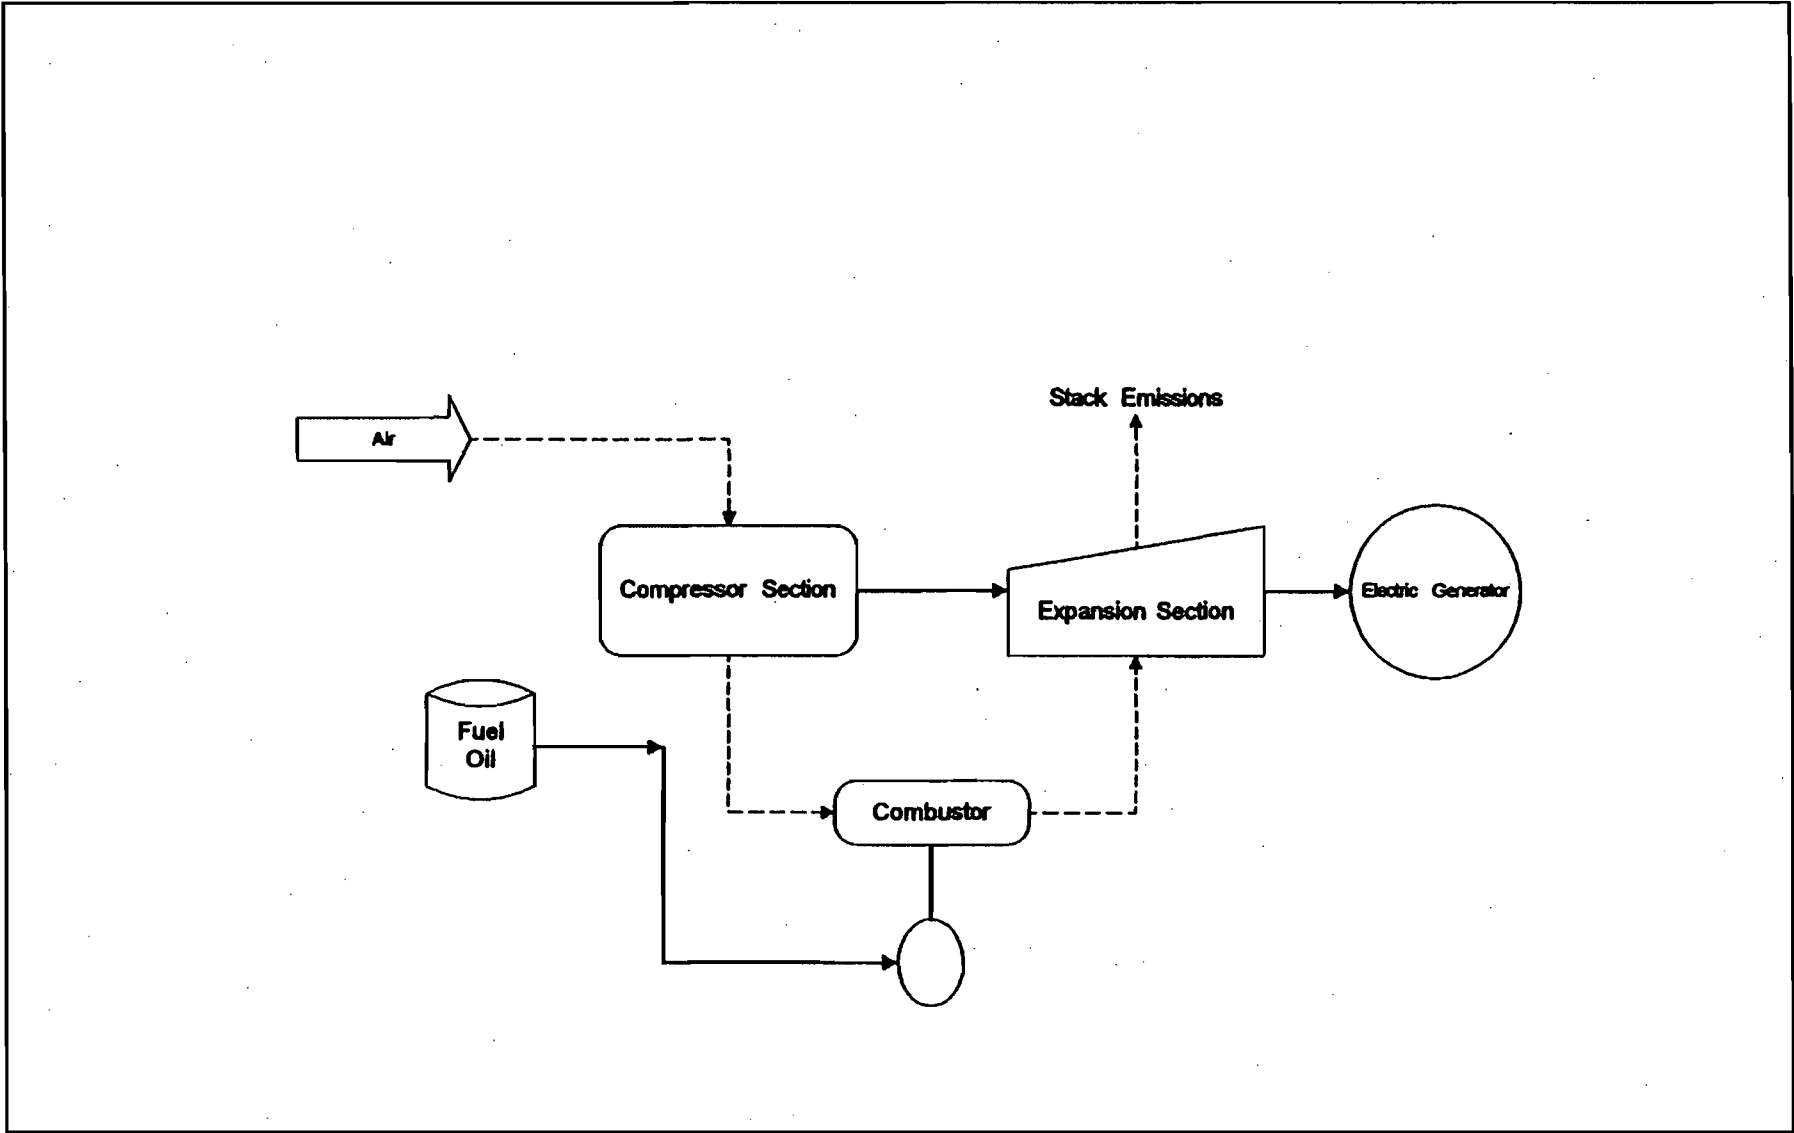 Stack Emissions
Air
Compressor Section
Expansion Section
Electric Generator
Fuel
Oil
Combustor